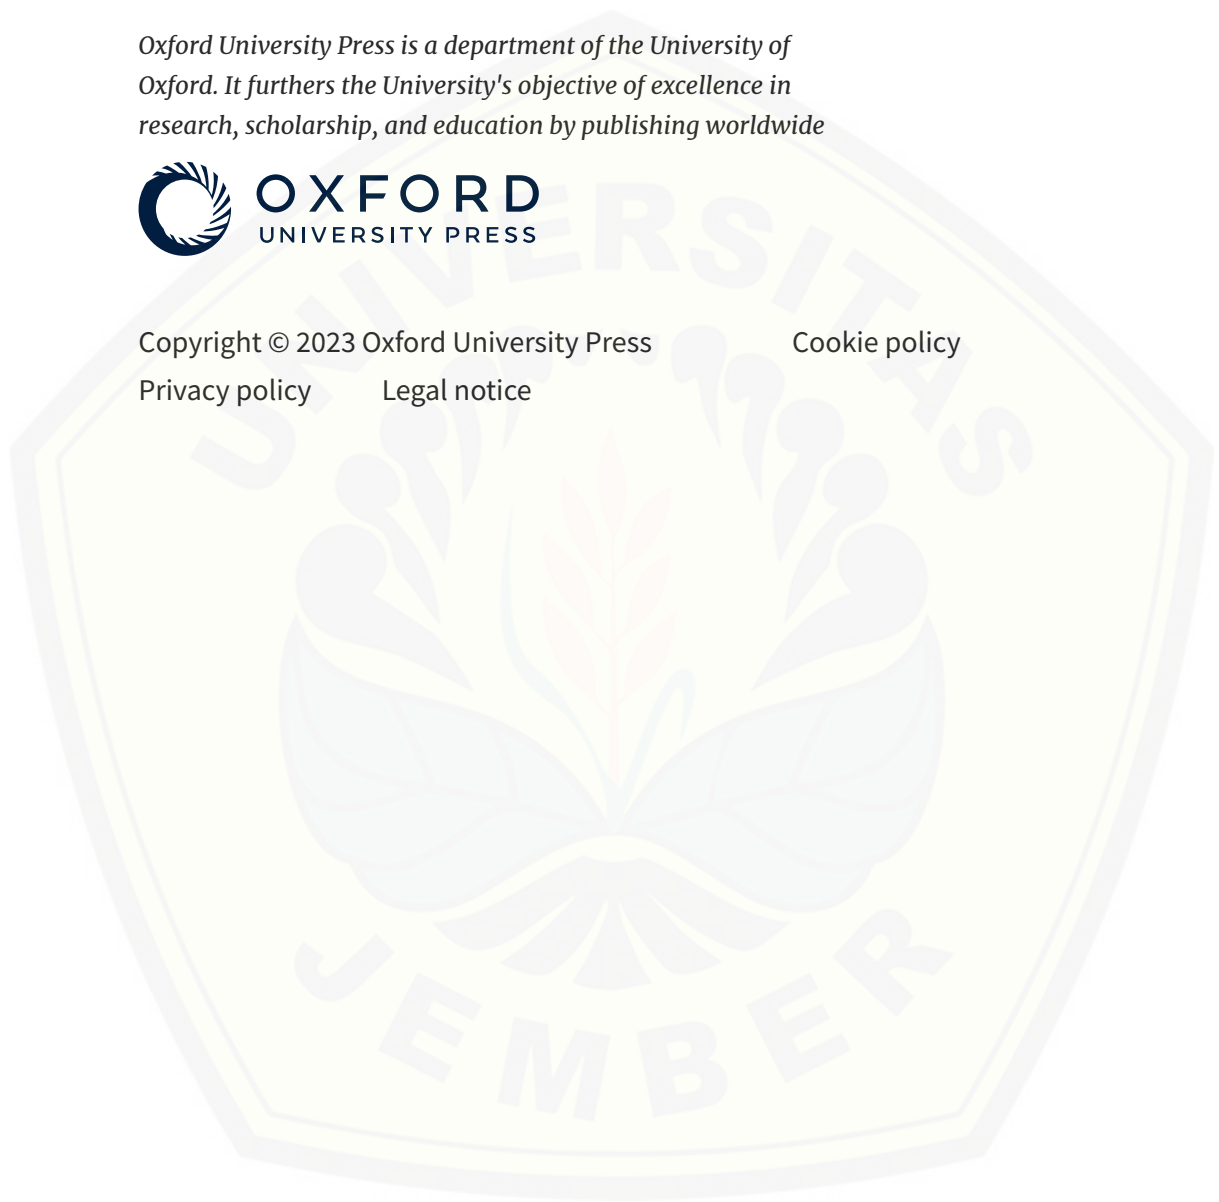 Oxford University Press is a department of the University of
Oxford. It furthers the University's objective of excellence in
research, scholarship, and education by publishing worldwide
OXFORD
UNIVERSITY PRESS
Copyright © 2023 Oxford University Press Cookie policy
Privacy policy Legal notice
UNIVERSITAS
JEMBER